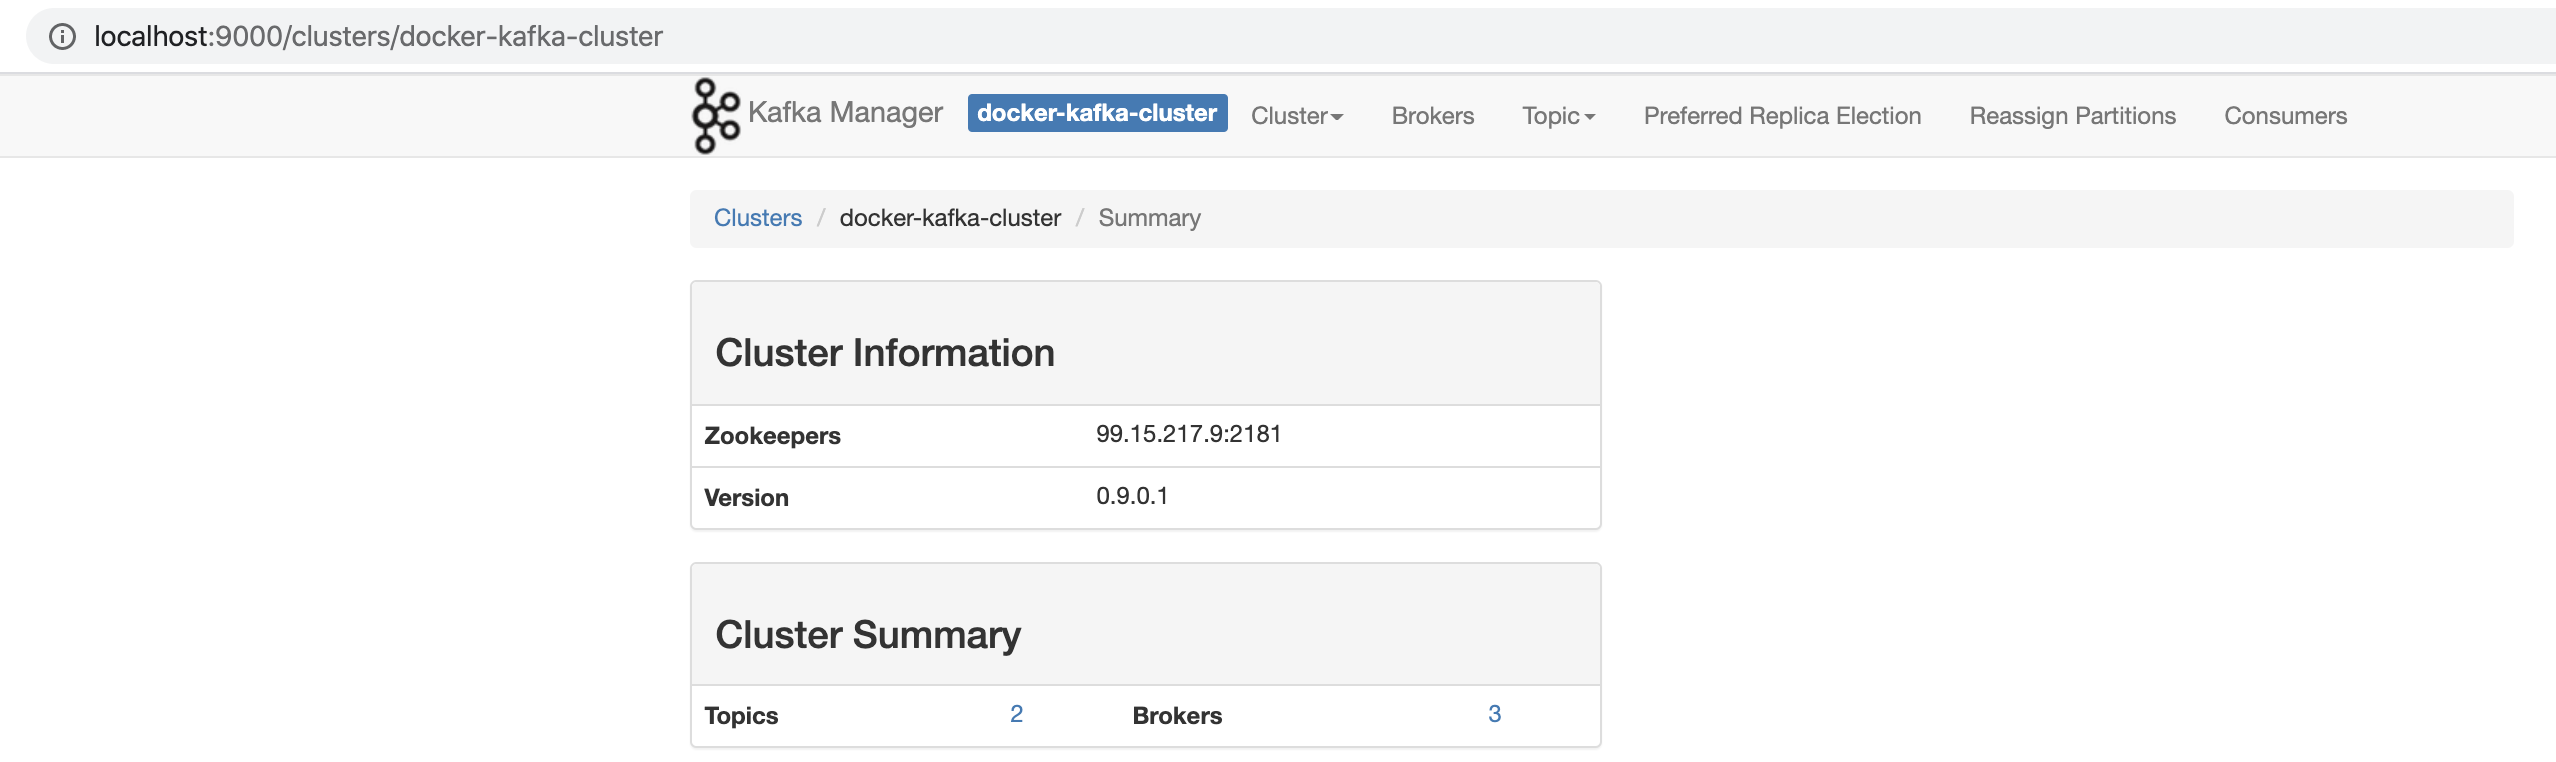 localhost:9000/clusters/docker-kafka-cluster
Kafka Manager docker-kafka-cluster Cluster Brokers Topic Preferred Replica Election Reassign Partitions Consumers
Clusters / docker-kafka-cluster / Summary
Cluster Information
Zookeepers 99.15.217.9:2181
Version 0.9.0.1
Cluster Summary
Topics 2 Brokers 3